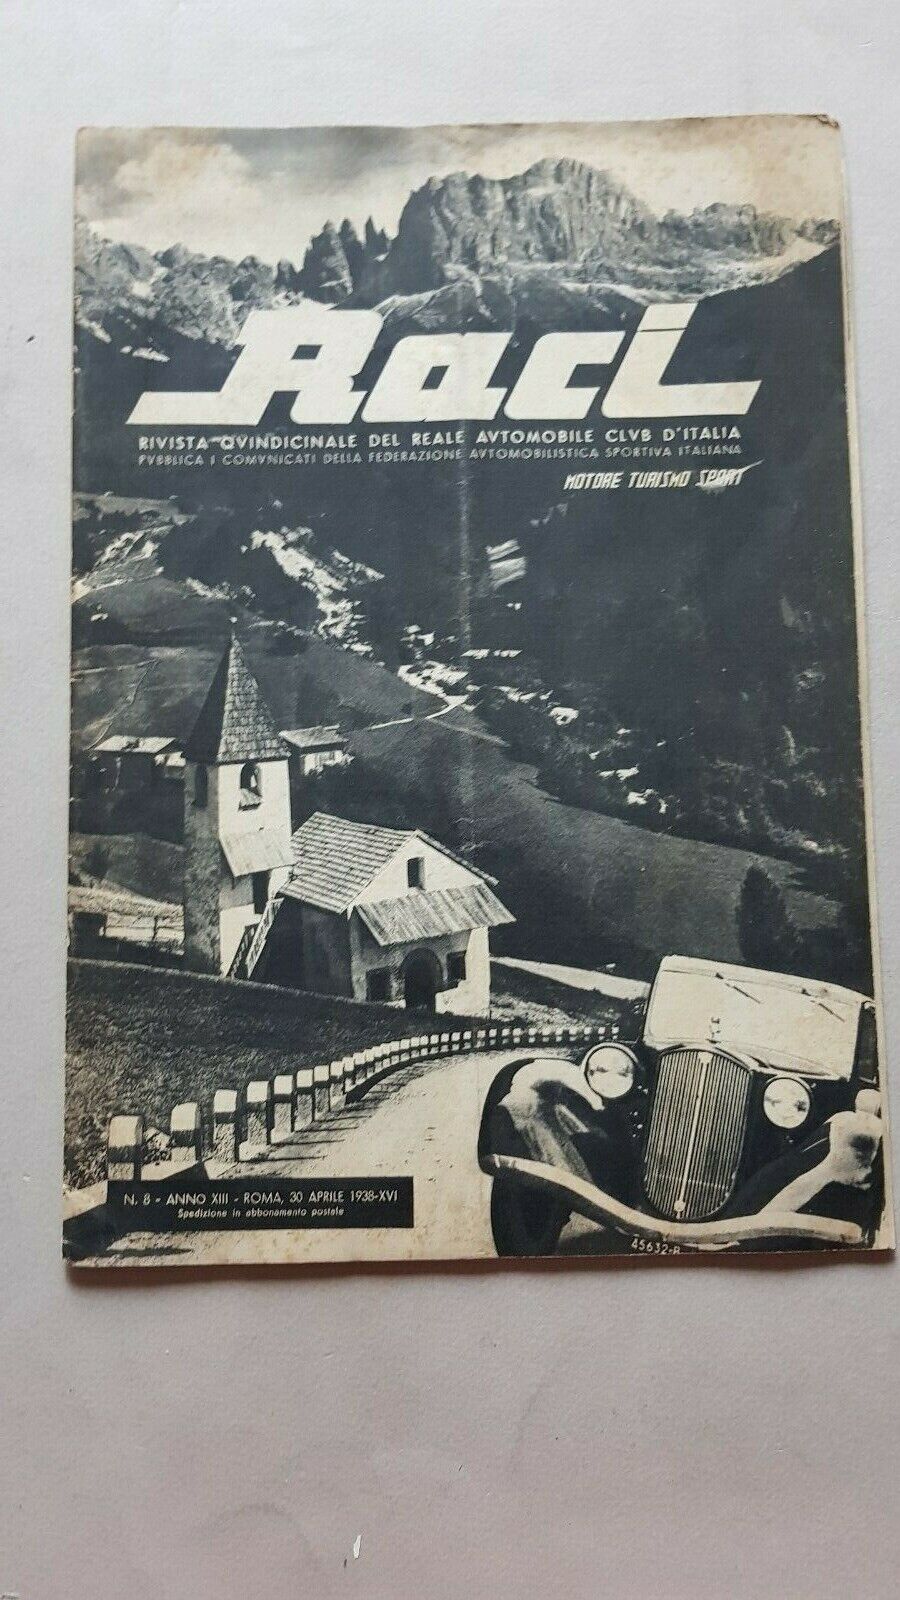 Raci
RIVISTA QVINDICINALE DEL REALE AVTOMOBILE CLVB D'ITALIA
PVBBLICA I COMVNICATI DELLA FEDERAZIONE AVTOMOBILISTICA SPORTIVA ITALIANA
MOTORE TURISMO SPORT
N. 8 - ANNO XIII - ROMA, 30 APRILE 1938-XVI
Spedizione in abbonamento postale
45632-R